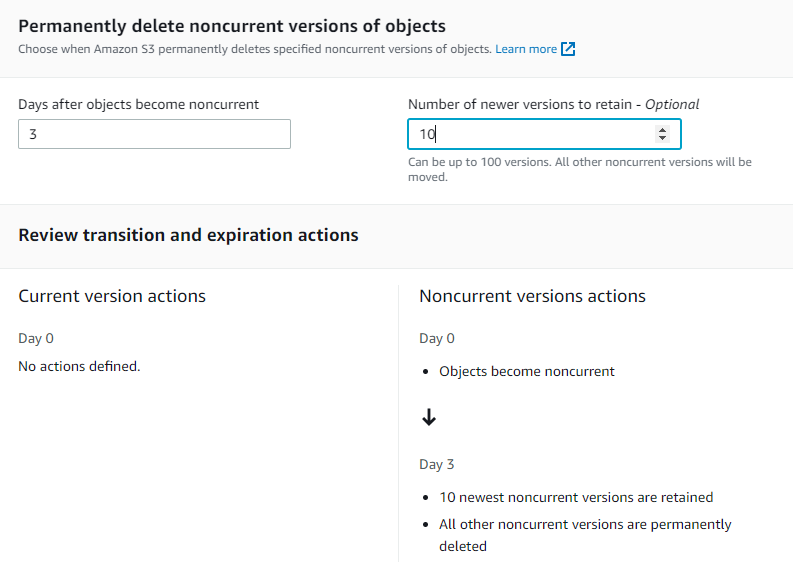 Permanently delete noncurrent versions of objects
Choose when Amazon S3 permanently deletes specified noncurrent versions of objects. Learn more
Days after objects become noncurrent
3
Number of newer versions to retain - Optional
10
Can be up to 100 versions. All other noncurrent versions will be
moved.
Review transition and expiration actions
Current version actions
Day 0
No actions defined.
Noncurrent versions actions
Day 0
• Objects become noncurrent
Day 3
• 10 newest noncurrent versions are retained
• All other noncurrent versions are permanently
deleted